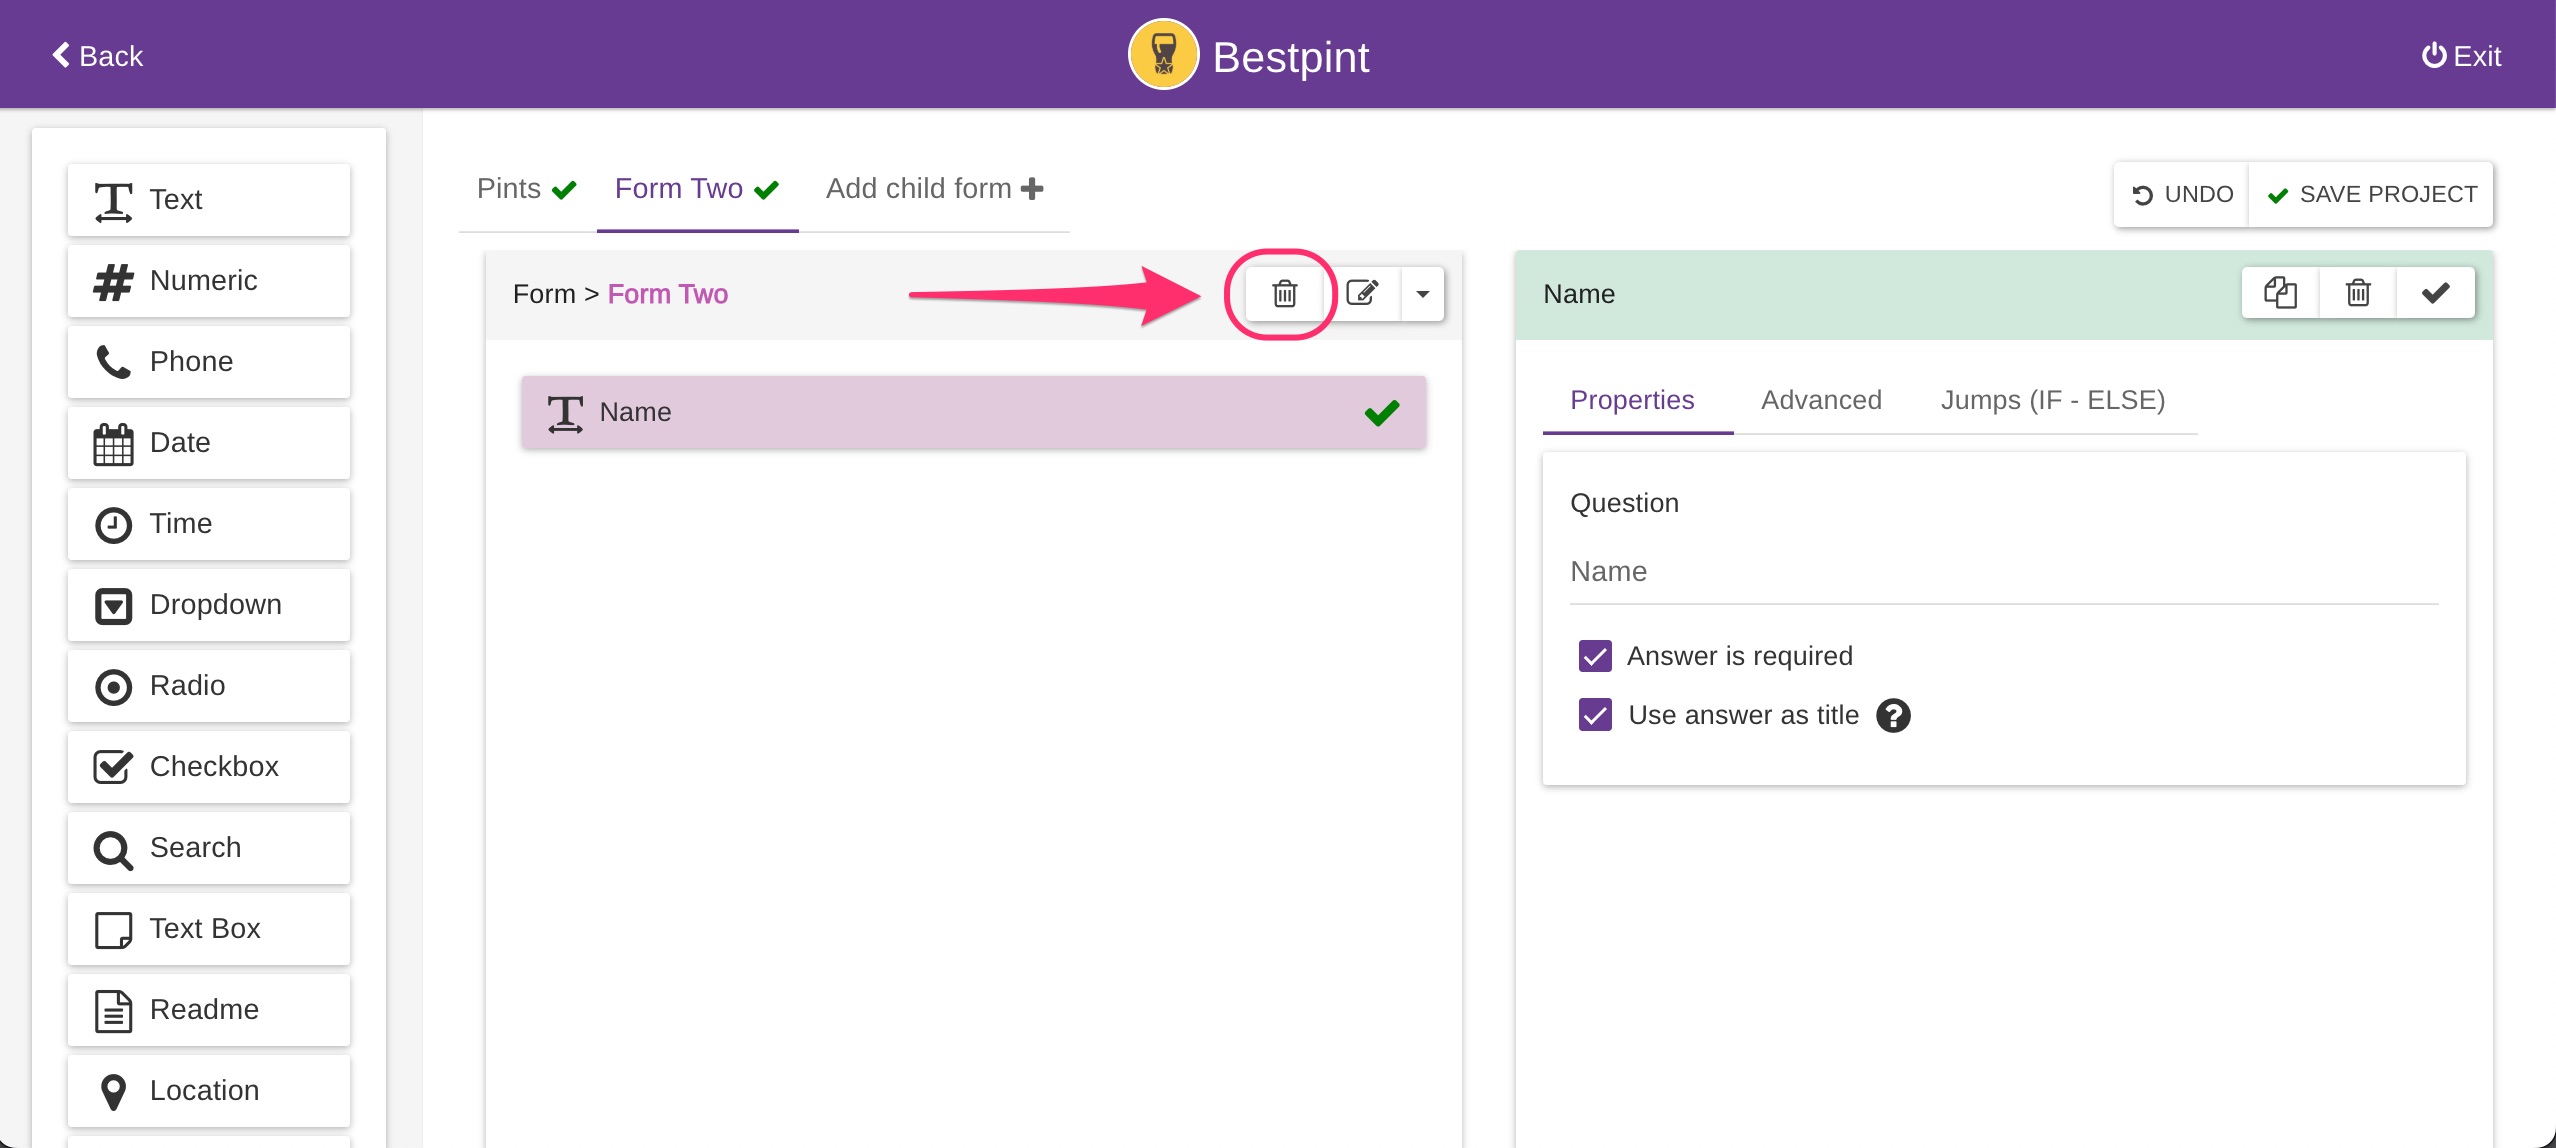 Back
Bestpint
Exit
Text
Numeric
Phone
Date
Time
Dropdown
Radio
Checkbox
Search
Text Box
Readme
Location
Pints
Form Two
Add child form
UNDO
SAVE PROJECT
Form > Form Two
Name
Name
Properties
Advanced
Jumps (IF - ELSE)
Question
Name
Answer is required
Use answer as title